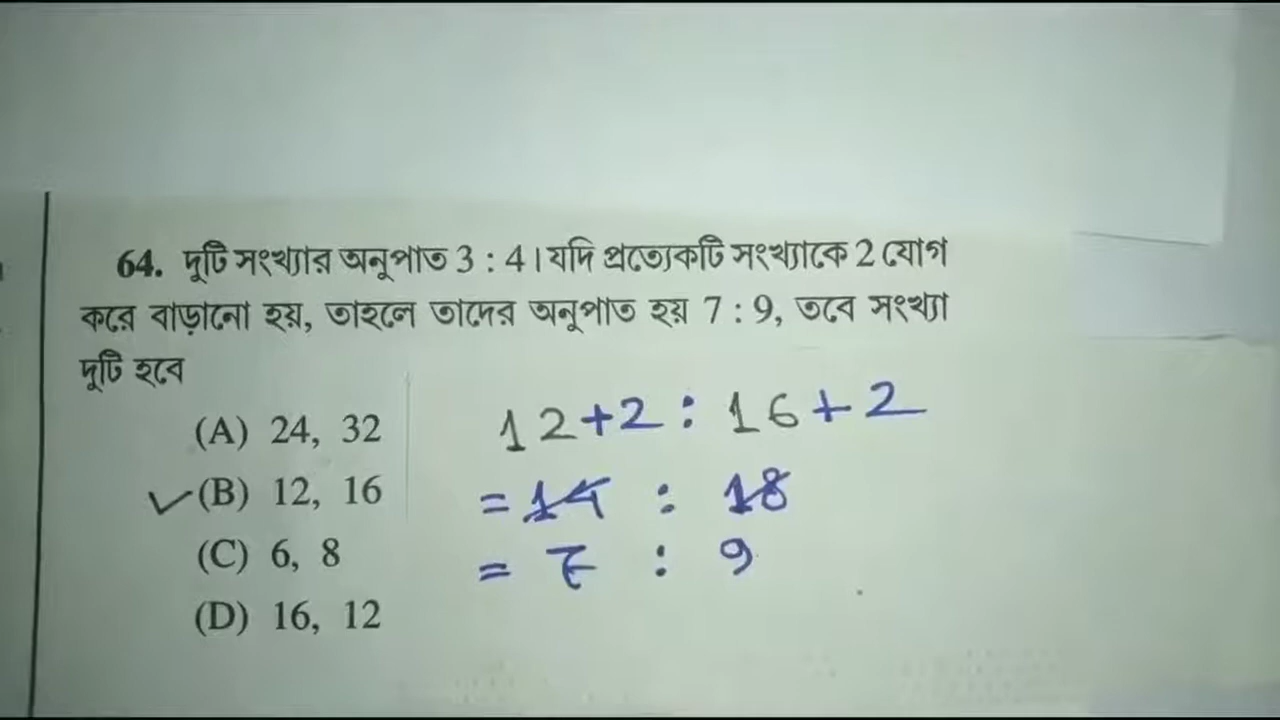 64. দুটি সংখ্যার অনুপাত 3 : 4। যদি প্রত্যেকটি সংখ্যাকে 2 যোগ
করে বাড়ানো হয়, তাহলে তাদের অনুপাত হয় 7 : 9, তবে সংখ্যা
দুটি হবে
(A) 24, 32
(B) 12, 16
(C) 6, 8
(D) 16, 12
12+2 : 16+2
= 14 : 18
= 7 : 9